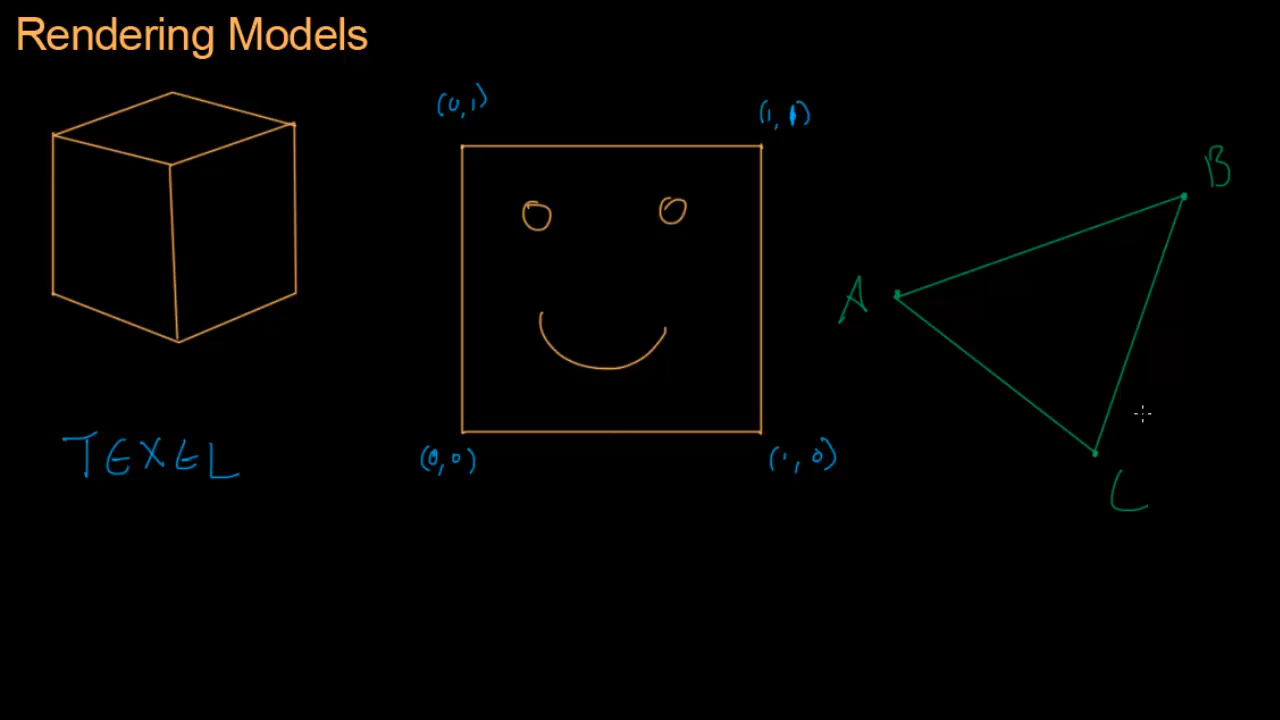 Rendering Models
(0,1)
(1,1)
B
A
TEXEL
(0,0)
(1,0)
C